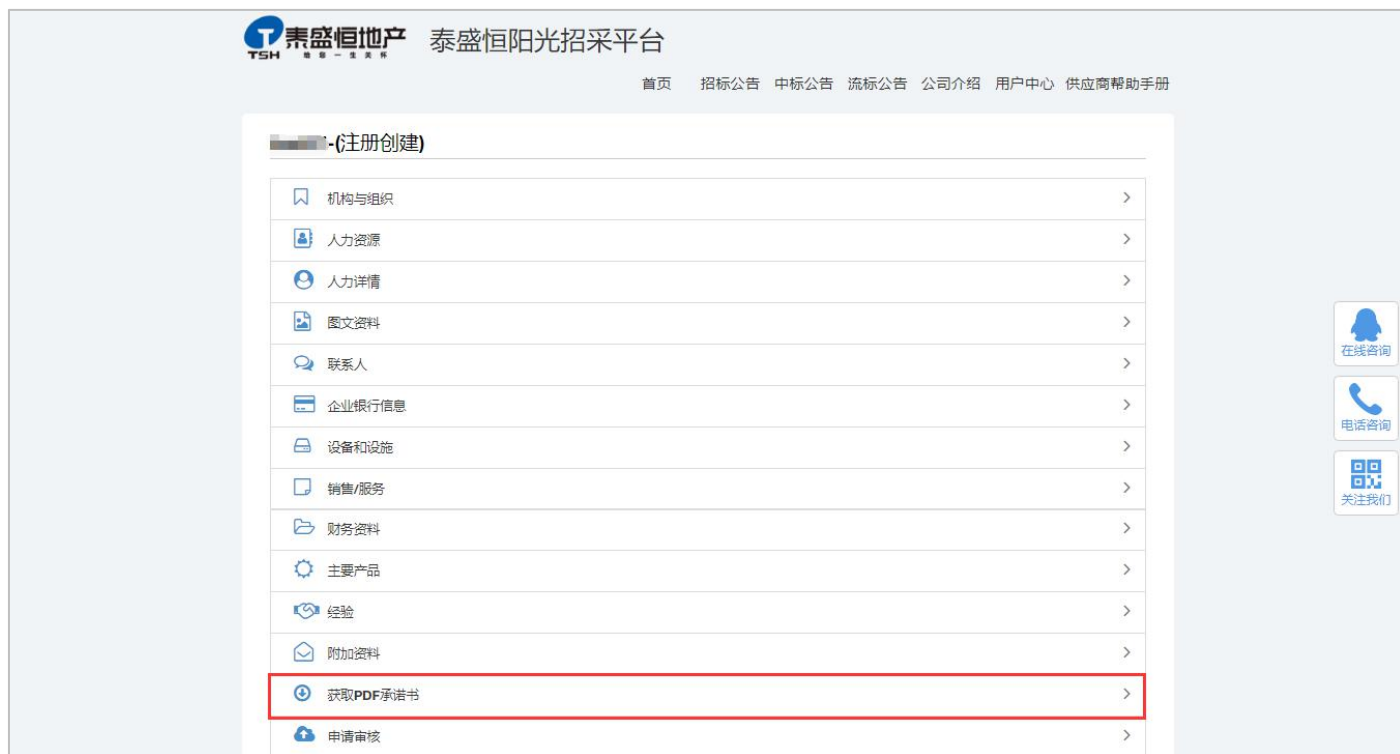 泰盛恒地产 泰盛恒阳光招采平台
TSH 给您一生关怀
首页 招标公告 中标公告 流标公告 公司介绍 用户中心 供应商帮助手册
-(注册创建)
机构与组织
人力资源
人力详情
图文资料
联系人
企业银行信息
设备和设施
销售/服务
财务资料
主要产品
经验
附加资料
获取PDF承诺书
申请审核
在线咨询
电话咨询
关注我们